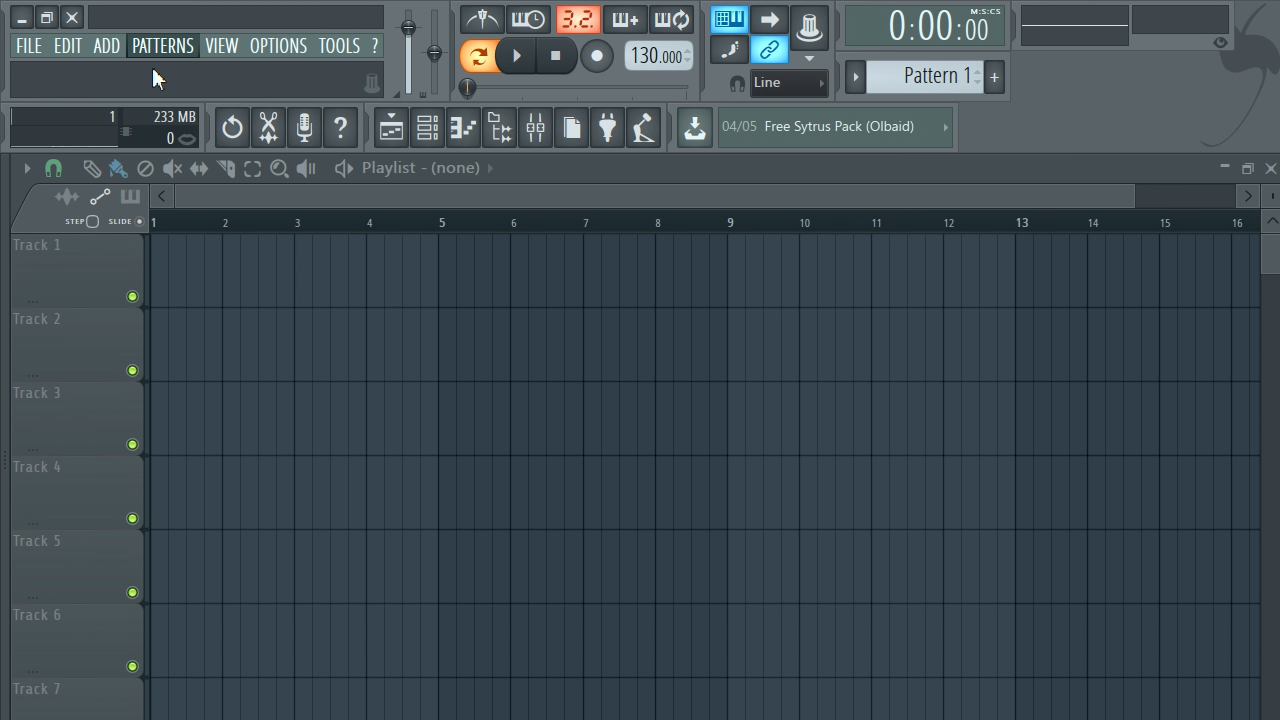 FILE EDIT ADD PATTERNS VIEW OPTIONS TOOLS ?
3.2.
130.000
Line
0:00:00
M:S:CS
Pattern 1
+
1
233 MB
0
?
04/05 Free Sytrus Pack (Olbaid)
Playlist - (none)
STEP SLIDE
1 2 3 4 5 6 7 8 9 10 11 12 13 14 15 16
Track 1
...
Track 2
...
Track 3
...
Track 4
...
Track 5
...
Track 6
...
Track 7